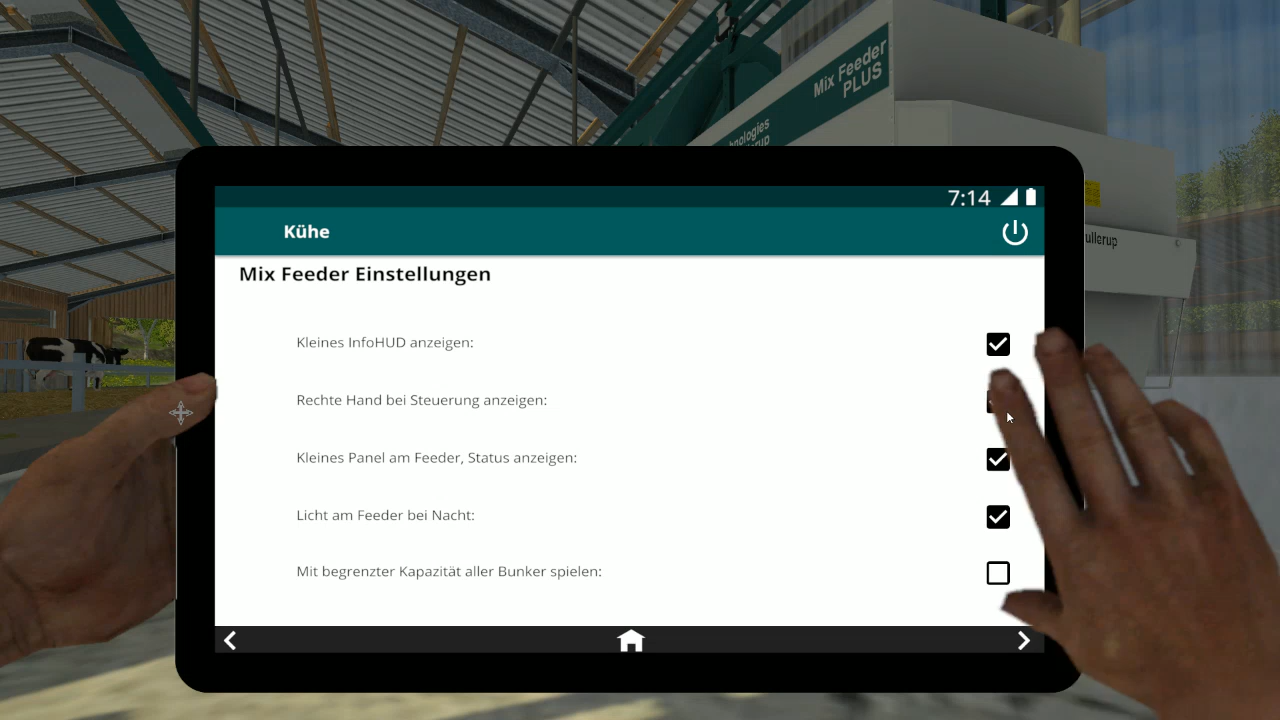 Mix Feeder
PLUS
7:14
Kühe
Mix Feeder Einstellungen
Kleines InfoHUD anzeigen:
Rechte Hand bei Steuerung anzeigen:
Kleines Panel am Feeder, Status anzeigen:
Licht am Feeder bei Nacht:
Mit begrenzter Kapazität aller Bunker spielen: